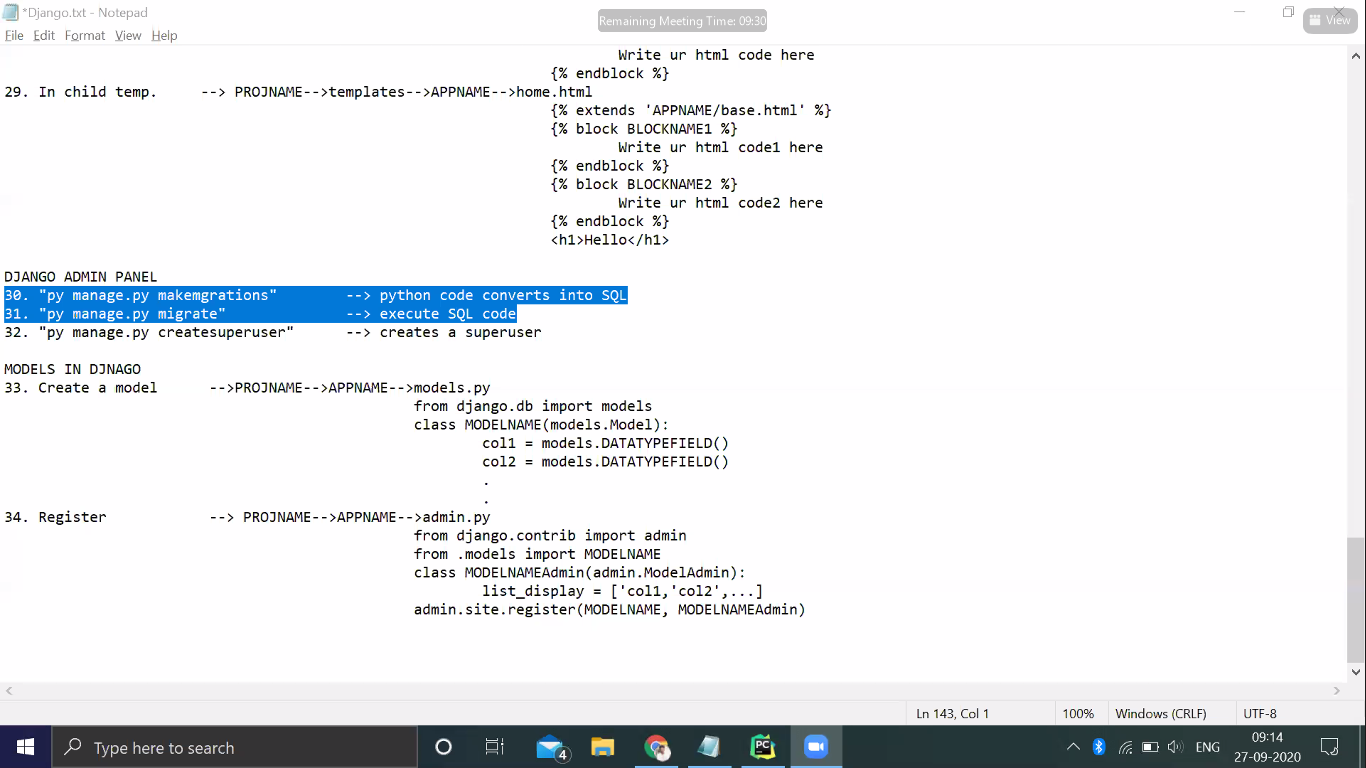 *Django.txt - Notepad
Remaining Meeting Time: 09:30
View
File Edit Format View Help
Write ur html code here
{% endblock %}
29. In child temp. --> PROJNAME-->templates-->APPNAME-->home.html
{% extends 'APPNAME/base.html' %}
{% block BLOCKNAME1 %}
Write ur html code1 here
{% endblock %}
{% block BLOCKNAME2 %}
Write ur html code2 here
{% endblock %}
<h1>Hello</h1>
DJANGO ADMIN PANEL
30. "py manage.py makemgrations" --> python code converts into SQL
31. "py manage.py migrate" --> execute SQL code
32. "py manage.py createsuperuser" --> creates a superuser
MODELS IN DJNAGO
33. Create a model -->PROJNAME-->APPNAME-->models.py
from django.db import models
class MODELNAME(models.Model):
col1 = models.DATATYPEFIELD()
col2 = models.DATATYPEFIELD()
.
.
34. Register --> PROJNAME-->APPNAME-->admin.py
from django.contrib import admin
from .models import MODELNAME
class MODELNAMEAdmin(admin.ModelAdmin):
list_display = ['col1,'col2',...]
admin.site.register(MODELNAME, MODELNAMEAdmin)
Ln 143, Col 1 100% Windows (CRLF) UTF-8
Type here to search
4
PC
ENG
09:14
27-09-2020